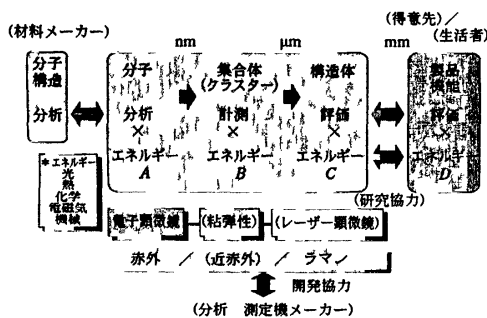 (材料メーカー)
(得意先)/
(生活者)
nm
μm
mm
分子
構造
分析
分子
分析
×
エネルギー
A
集合体
(クラスター)
計測
×
エネルギー
B
構造体
評価
×
エネルギー
C
製品
機能
評価
×
エネルギー
D
(研究協力)
*エネルギー
光
熱
化学
電磁気
機械
電子顕微鏡
(粘弾性)
(レーザー顕微鏡)
赤外 / (近赤外) / ラマン
開発協力
(分析 測定機メーカー)